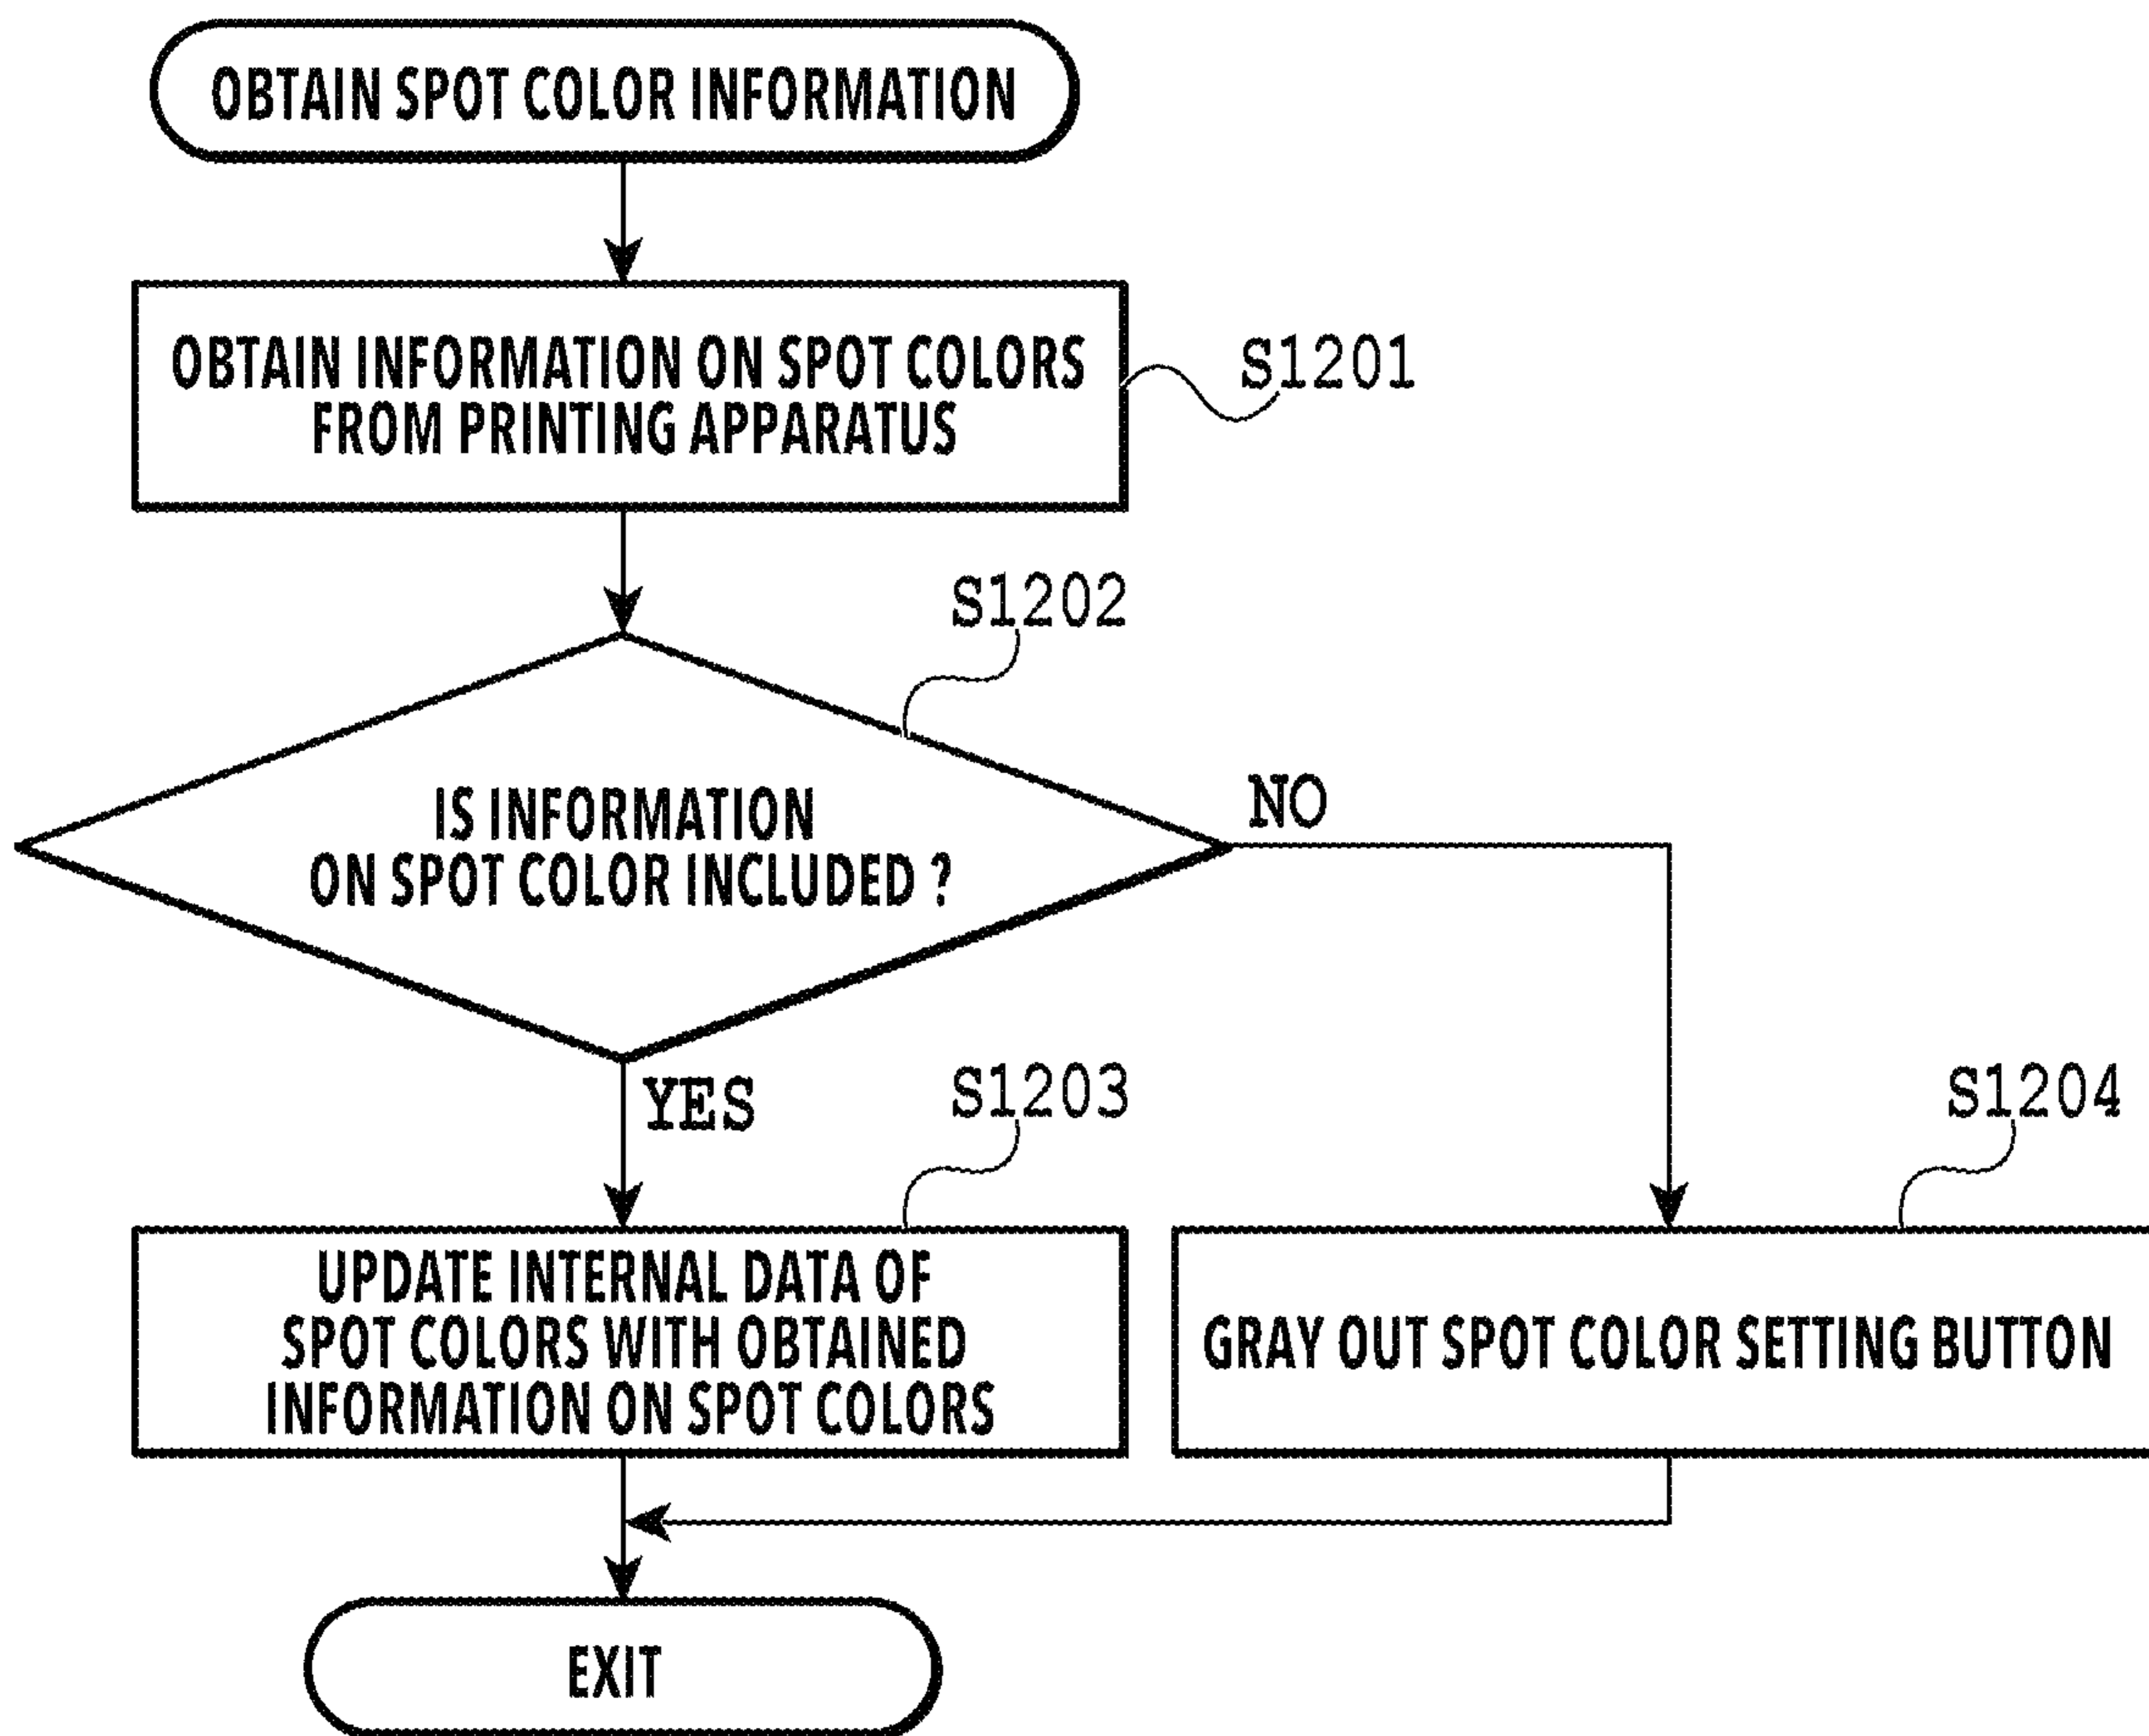 OBTAIN SPOT COLOR INFORMATION
OBTAIN INFORMATION ON SPOT COLORS
FROM PRINTING APPARATUS
S1201
S1202
IS INFORMATION
ON SPOT COLOR INCLUDED ?
NO
YES
S1203
UPDATE INTERNAL DATA OF
SPOT COLORS WITH OBTAINED
INFORMATION ON SPOT COLORS
S1204
GRAY OUT SPOT COLOR SETTING BUTTON
EXIT